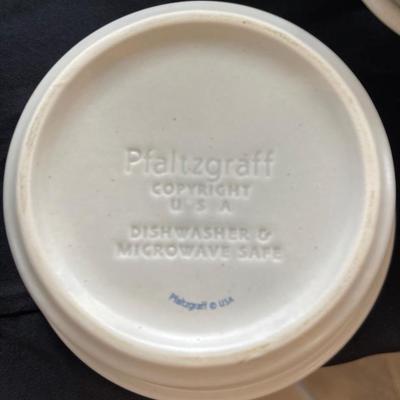 Pfaltzgraff
COPYRIGHT
U S A
DISHWASHER &
MICROWAVE SAFE
Pfaltzgraff © USA